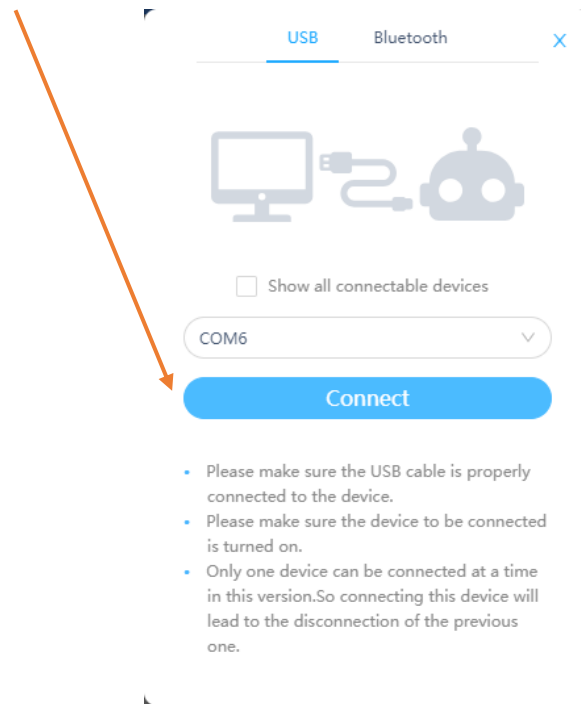 USB Bluetooth
Show all connectable devices
COM6
Connect
Please make sure the USB cable is properly
connected to the device.
Please make sure the device to be connected
is turned on.
Only one device can be connected at a time
in this version.So connecting this device will
lead to the disconnection of the previous
one.